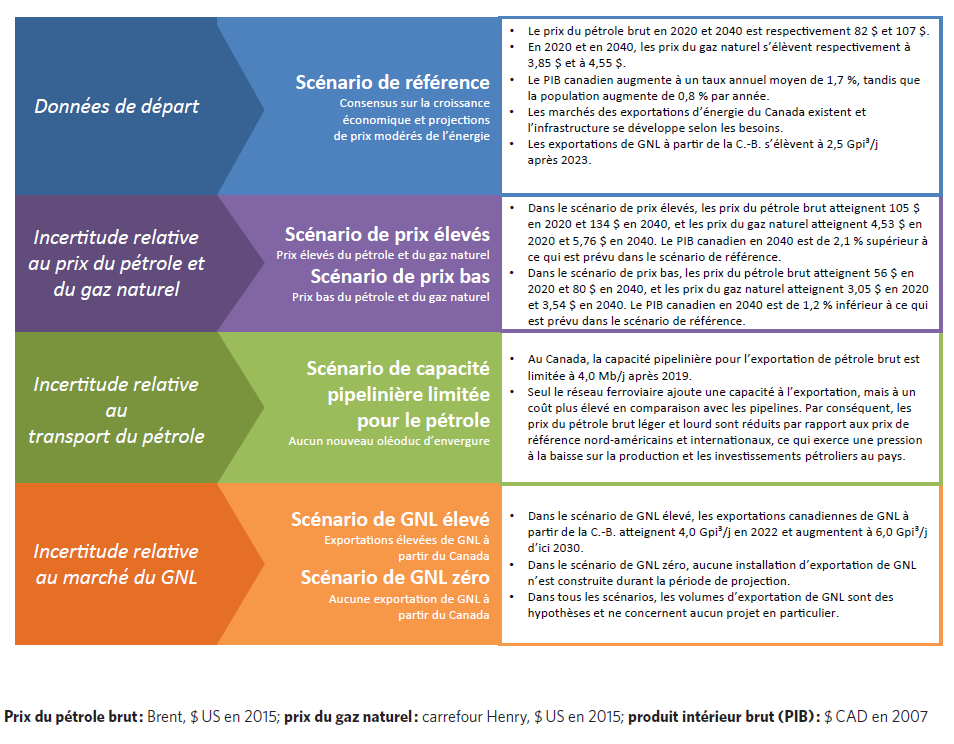 Données de départ
Scénario de référence
Consensus sur la croissance
économique et projections
de prix modérés de l'énergie
• Le prix du pétrole brut en 2020 et 2040 est respectivement 82 $ et 107 $.
• En 2020 et en 2040, les prix du gaz naturel s'élèvent respectivement à
3,85 $ et à 4,55 $.
• Le PIB canadien augmente à un taux annuel moyen de 1,7 %, tandis que
la population augmente de 0,8 % par année.
• Les marchés des exportations d'énergie du Canada existent et
l'infrastructure se développe selon les besoins.
• Les exportations de GNL à partir de la C.-B. s'élèvent à 2,5 Gpi³/j
après 2023.
Incertitude relative
au prix du pétrole et
du gaz naturel
Scénario de prix élevés
Prix élevés du pétrole et du gaz naturel
Scénario de prix bas
Prix bas du pétrole et du gaz naturel
• Dans le scénario de prix élevés, les prix du pétrole brut atteignent 105 $
en 2020 et 134 $ en 2040, et les prix du gaz naturel atteignent 4,53 $ en
2020 et 5,76 $ en 2040. Le PIB canadien en 2040 est de 2,1 % supérieur à
ce qui est prévu dans le scénario de référence.
• Dans le scénario de prix bas, les prix du pétrole brut atteignent 56 $ en
2020 et 80 $ en 2040, et les prix du gaz naturel atteignent 3,05 $ en 2020
et 3,54 $ en 2040. Le PIB canadien en 2040 est de 1,2 % inférieur à ce qui
est prévu dans le scénario de référence.
Incertitude relative
au
transport du pétrole
Scénario de capacité
pipelinière limitée
pour le pétrole
Aucun nouveau oléoduc d'envergure
• Au Canada, la capacité pipelinière pour l'exportation de pétrole brut est
limitée à 4,0 Mb/j après 2019.
• Seul le réseau ferroviaire ajoute une capacité à l'exportation, mais à un
coût plus élevé en comparaison avec les pipelines. Par conséquent, les
prix du pétrole brut léger et lourd sont réduits par rapport aux prix de
référence nord-américains et internationaux, ce qui exerce une pression
à la baisse sur la production et les investissements pétroliers au pays.
Incertitude relative
au marché du GNL
Scénario de GNL élevé
Exportations élevées de GNL à
partir du Canada
Scénario de GNL zéro
Aucune exportation de GNL à
partir du Canada
• Dans le scénario de GNL élevé, les exportations canadiennes de GNL à
partir de la C.-B. atteignent 4,0 Gpi³/j en 2022 et augmentent à 6,0 Gpi³/j
d'ici 2030.
• Dans le scénario de GNL zéro, aucune installation d'exportation de GNL
n'est construite durant la période de projection.
• Dans tous les scénarios, les volumes d'exportation de GNL sont des
hypothèses et ne concernent aucun projet en particulier.
Prix du pétrole brut : Brent, $ US en 2015; prix du gaz naturel : carrefour Henry, $ US en 2015; produit intérieur brut (PIB) : $ CAD en 2007